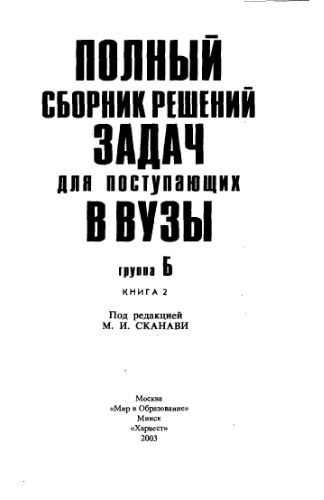 ПОЛНЫЙ
СБОРНИК РЕШЕНИЙ
ЗАДАЧ
ДЛЯ ПОСТУПАЮЩИХ
В ВУЗЫ
группа Б
КНИГА 2
Под редакцией
М. И. СКАНАВИ
Москва
«Мир и Образование»
Минск
«Харвест»
2003